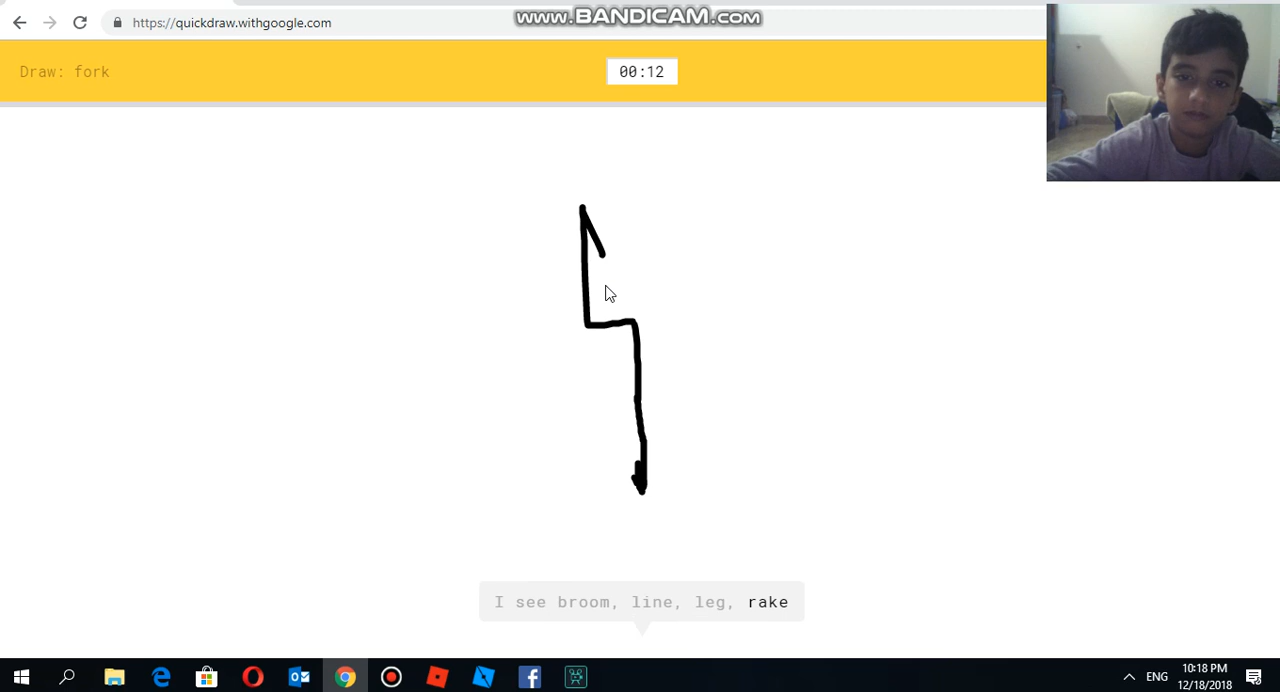 https://quickdraw.withgoogle.com
www.BANDICAM.com
Draw: fork
00:12
I see broom, line, leg, rake
ENG
10:18 PM
12/18/2018